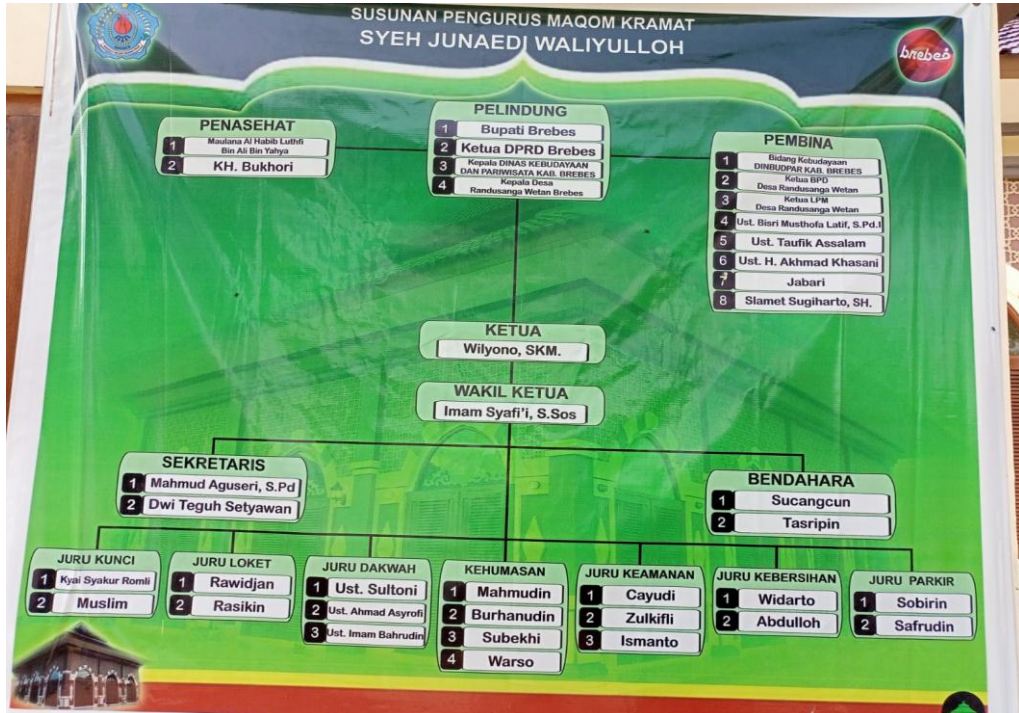 SUSUNAN PENGURUS MAQOM KRAMAT
SYEH JUNAEDI WALIYULLOH
brebes
PELINDUNG
1 Bupati Brebes
2 Ketua DPRD Brebes
3 Kepala DINAS KEBUDAYAAN
DAN PARIWISATA KAB. BREBES
4 Kepala Desa
Randusanga Wetan Brebes
PENASEHAT
1 Maulana Al Habib Luthfi
Bin Ali Bin Yahya
2 KH. Bukhori
PEMBINA
1 Bidang Kebudayaan
DINBUDPAR KAB. BREBES
2 Ketua BPD
Desa Randusanga Wetan
3 Ketua LPM
Desa Randusanga Wetan
4 Ust. Bisri Musthofa Latif, S.Pd.I
5 Ust. Taufik Assalam
6 Ust. H. Akhmad Khasani
7 Jabari
8 Slamet Sugiharto, SH.
KETUA
Wilyono, SKM.
WAKIL KETUA
Imam Syafi'i, S.Sos
SEKRETARIS
1 Mahmud Aguseri, S.Pd
2 Dwi Teguh Setyawan
BENDAHARA
1 Sucangcun
2 Tasripin
JURU KUNCI
1 Kyai Syakur Romli
2 Muslim
JURU LOKET
1 Rawidjan
2 Rasikin
JURU DAKWAH
1 Ust. Sultoni
2 Ust. Ahmad Asyrofi
3 Ust. Imam Bahrudin
KEHUMASAN
1 Mahmudin
2 Burhanudin
3 Subekhi
4 Warso
JURU KEAMANAN
1 Cayudi
2 Zulkifli
3 Ismanto
JURU KEBERSIHAN
1 Widarto
2 Abdulloh
JURU PARKIR
1 Sobirin
2 Safrudin